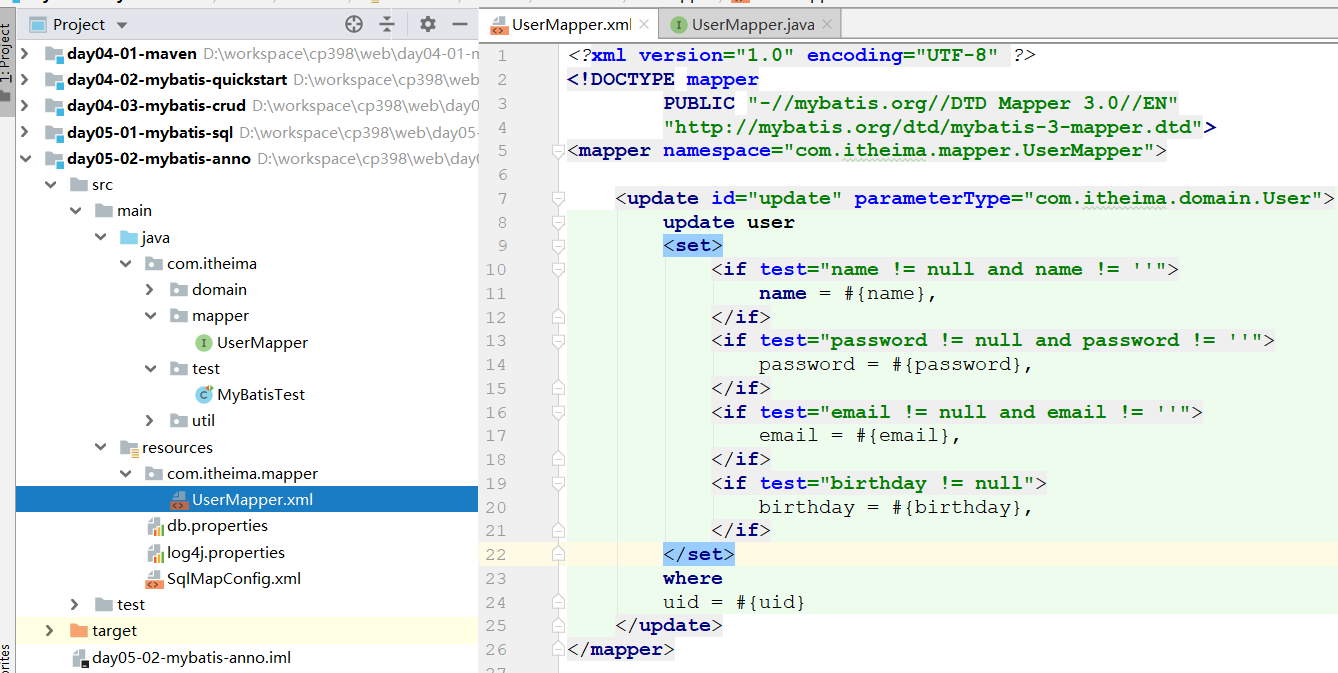 Project
UserMapper.xml
UserMapper.java
1: Project
day04-01-maven D:\workspace\cp398\web\day04-01-m
day04-02-mybatis-quickstart D:\workspace\cp398\web
day04-03-mybatis-crud D:\workspace\cp398\web\day0
day05-01-mybatis-sql D:\workspace\cp398\web\day05-
day05-02-mybatis-anno D:\workspace\cp398\web\day
src
main
java
com.itheima
domain
mapper
UserMapper
test
MyBatisTest
util
resources
com.itheima.mapper
UserMapper.xml
db.properties
log4j.properties
SqlMapConfig.xml
test
target
day05-02-mybatis-anno.iml
1 <?xml version="1.0" encoding="UTF-8" ?>
2 <!DOCTYPE mapper
3 PUBLIC "-//mybatis.org//DTD Mapper 3.0//EN"
4 "http://mybatis.org/dtd/mybatis-3-mapper.dtd">
5 <mapper namespace="com.itheima.mapper.UserMapper">
6
7 <update id="update" parameterType="com.itheima.domain.User">
8 update user
9 <set>
10 <if test="name != null and name != ''">
11 name = #{name},
12 </if>
13 <if test="password != null and password != ''">
14 password = #{password},
15 </if>
16 <if test="email != null and email != ''">
17 email = #{email},
18 </if>
19 <if test="birthday != null">
20 birthday = #{birthday},
21 </if>
22 </set>
23 where
24 uid = #{uid}
25 </update>
26 </mapper>